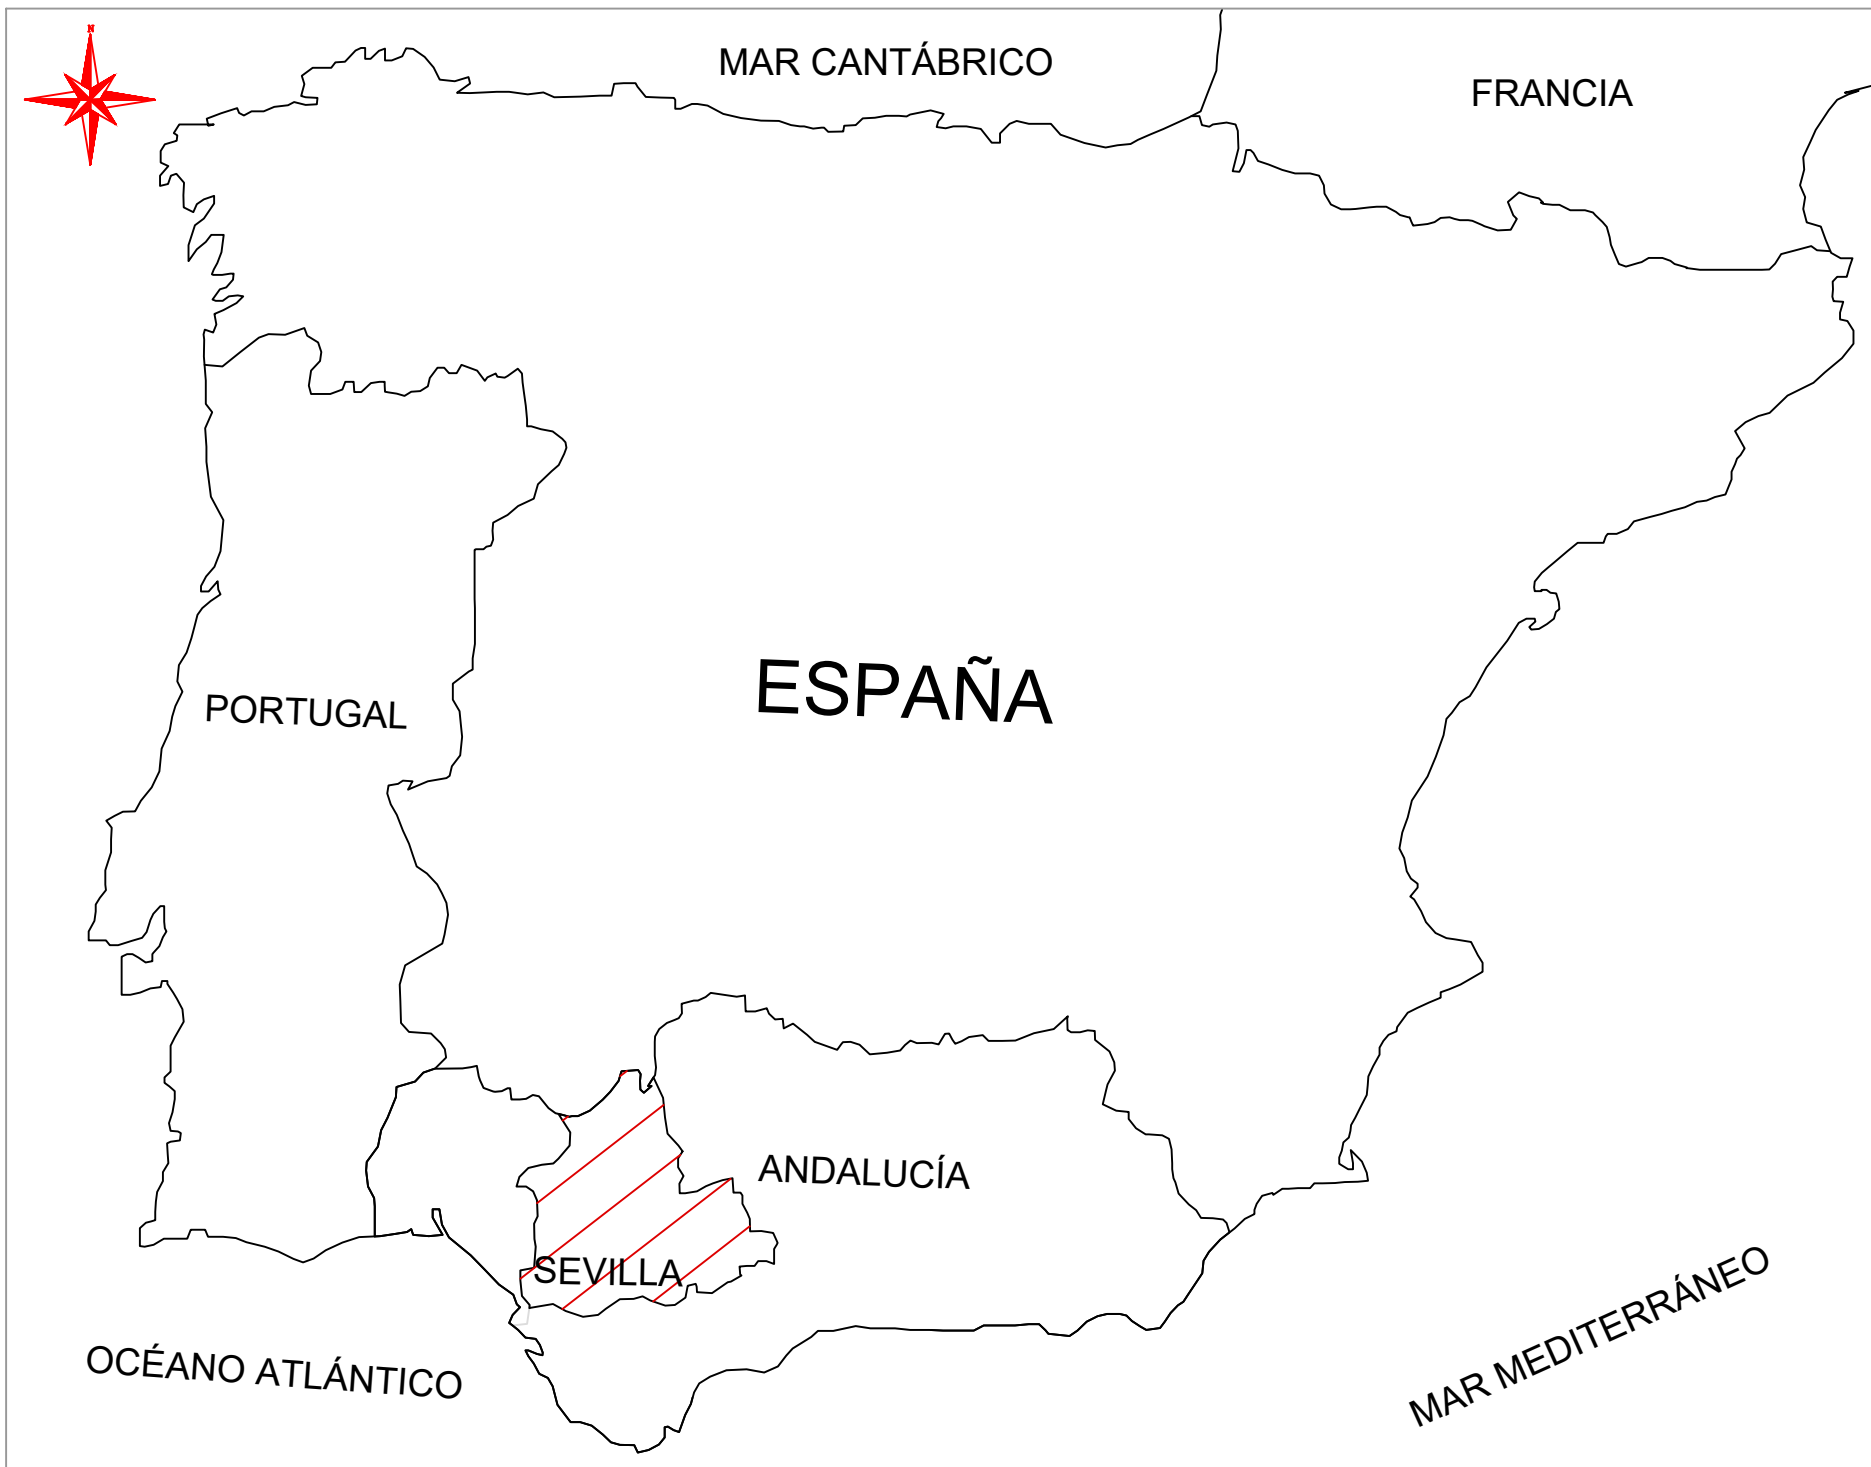 N
MAR CANTÁBRICO
FRANCIA
ESPAÑA
PORTUGAL
ANDALUCÍA
SEVILLA
OCÉANO ATLÁNTICO
MAR MEDITERRÁNEO